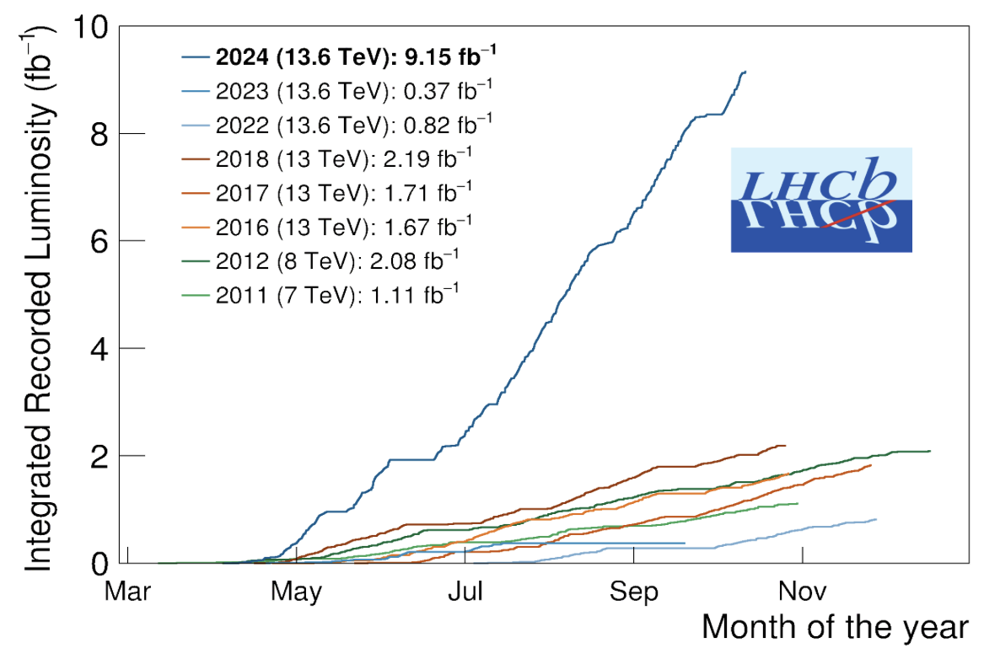 Integrated Recorded Luminosity (fb⁻¹)
10
8
6
4
2
0
2024 (13.6 TeV): 9.15 fb⁻¹
2023 (13.6 TeV): 0.37 fb⁻¹
2022 (13.6 TeV): 0.82 fb⁻¹
2018 (13 TeV): 2.19 fb⁻¹
2017 (13 TeV): 1.71 fb⁻¹
2016 (13 TeV): 1.67 fb⁻¹
2012 (8 TeV): 2.08 fb⁻¹
2011 (7 TeV): 1.11 fb⁻¹
LHCb
LHCb
Mar May Jul Sep Nov
Month of the year